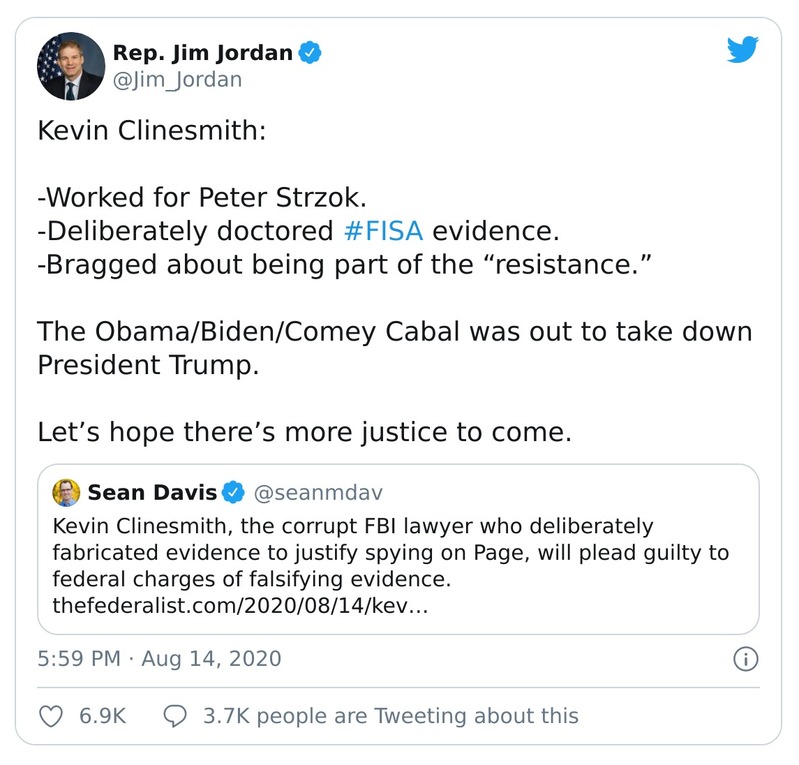 Rep. Jim Jordan
@Jim_Jordan
Kevin Clinesmith:
-Worked for Peter Strzok.
-Deliberately doctored #FISA evidence.
-Bragged about being part of the “resistance.”
The Obama/Biden/Comey Cabal was out to take down
President Trump.
Let’s hope there’s more justice to come.
Sean Davis @seanmdav
Kevin Clinesmith, the corrupt FBI lawyer who deliberately
fabricated evidence to justify spying on Page, will plead guilty to
federal charges of falsifying evidence.
thefederalist.com/2020/08/14/kev…
5:59 PM · Aug 14, 2020
6.9K 3.7K people are Tweeting about this